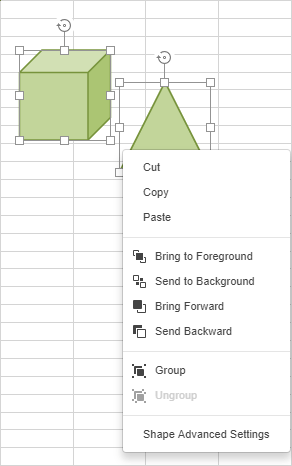 Cut
Copy
Paste
Bring to Foreground
Send to Background
Bring Forward
Send Backward
Group
Ungroup
Shape Advanced Settings